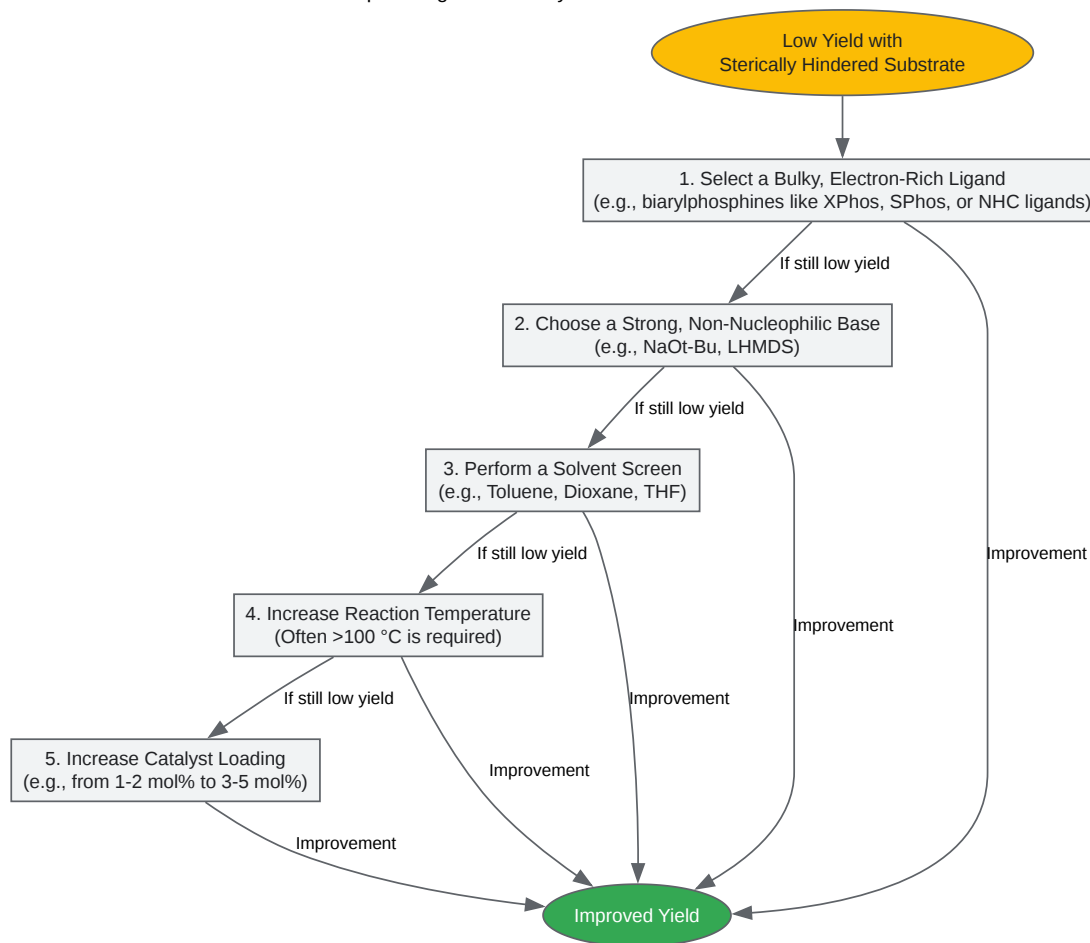 Low Yield with
Sterically Hindered Substrate
1. Select a Bulky, Electron-Rich Ligand
(e.g., biarylphosphines like XPhos, SPhos, or NHC ligands)
If still low yield
2. Choose a Strong, Non-Nucleophilic Base
(e.g., NaOt-Bu, LHMDS)
If still low yield
3. Perform a Solvent Screen
(e.g., Toluene, Dioxane, THF)
If still low yield
Improvement
4. Increase Reaction Temperature
(Often >100 °C is required)
Improvement
If still low yield
Improvement
5. Increase Catalyst Loading
(e.g., from 1-2 mol% to 3-5 mol%)
Improvement
Improvement
Improved Yield